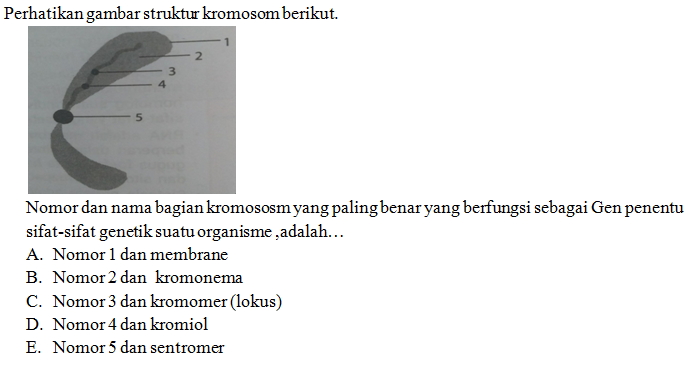 Perhatikan gambar struktur kromosom berikut.
1
2
3
4
5
Nomor dan nama bagian kromososm yang paling benar yang berfungsi sebagai Gen penentu
sifat-sifat genetik suatu organisme ,adalah…
A. Nomor 1 dan membrane
B. Nomor 2 dan kromonema
C. Nomor 3 dan kromomer (lokus)
D. Nomor 4 dan kromiol
E. Nomor 5 dan sentromer